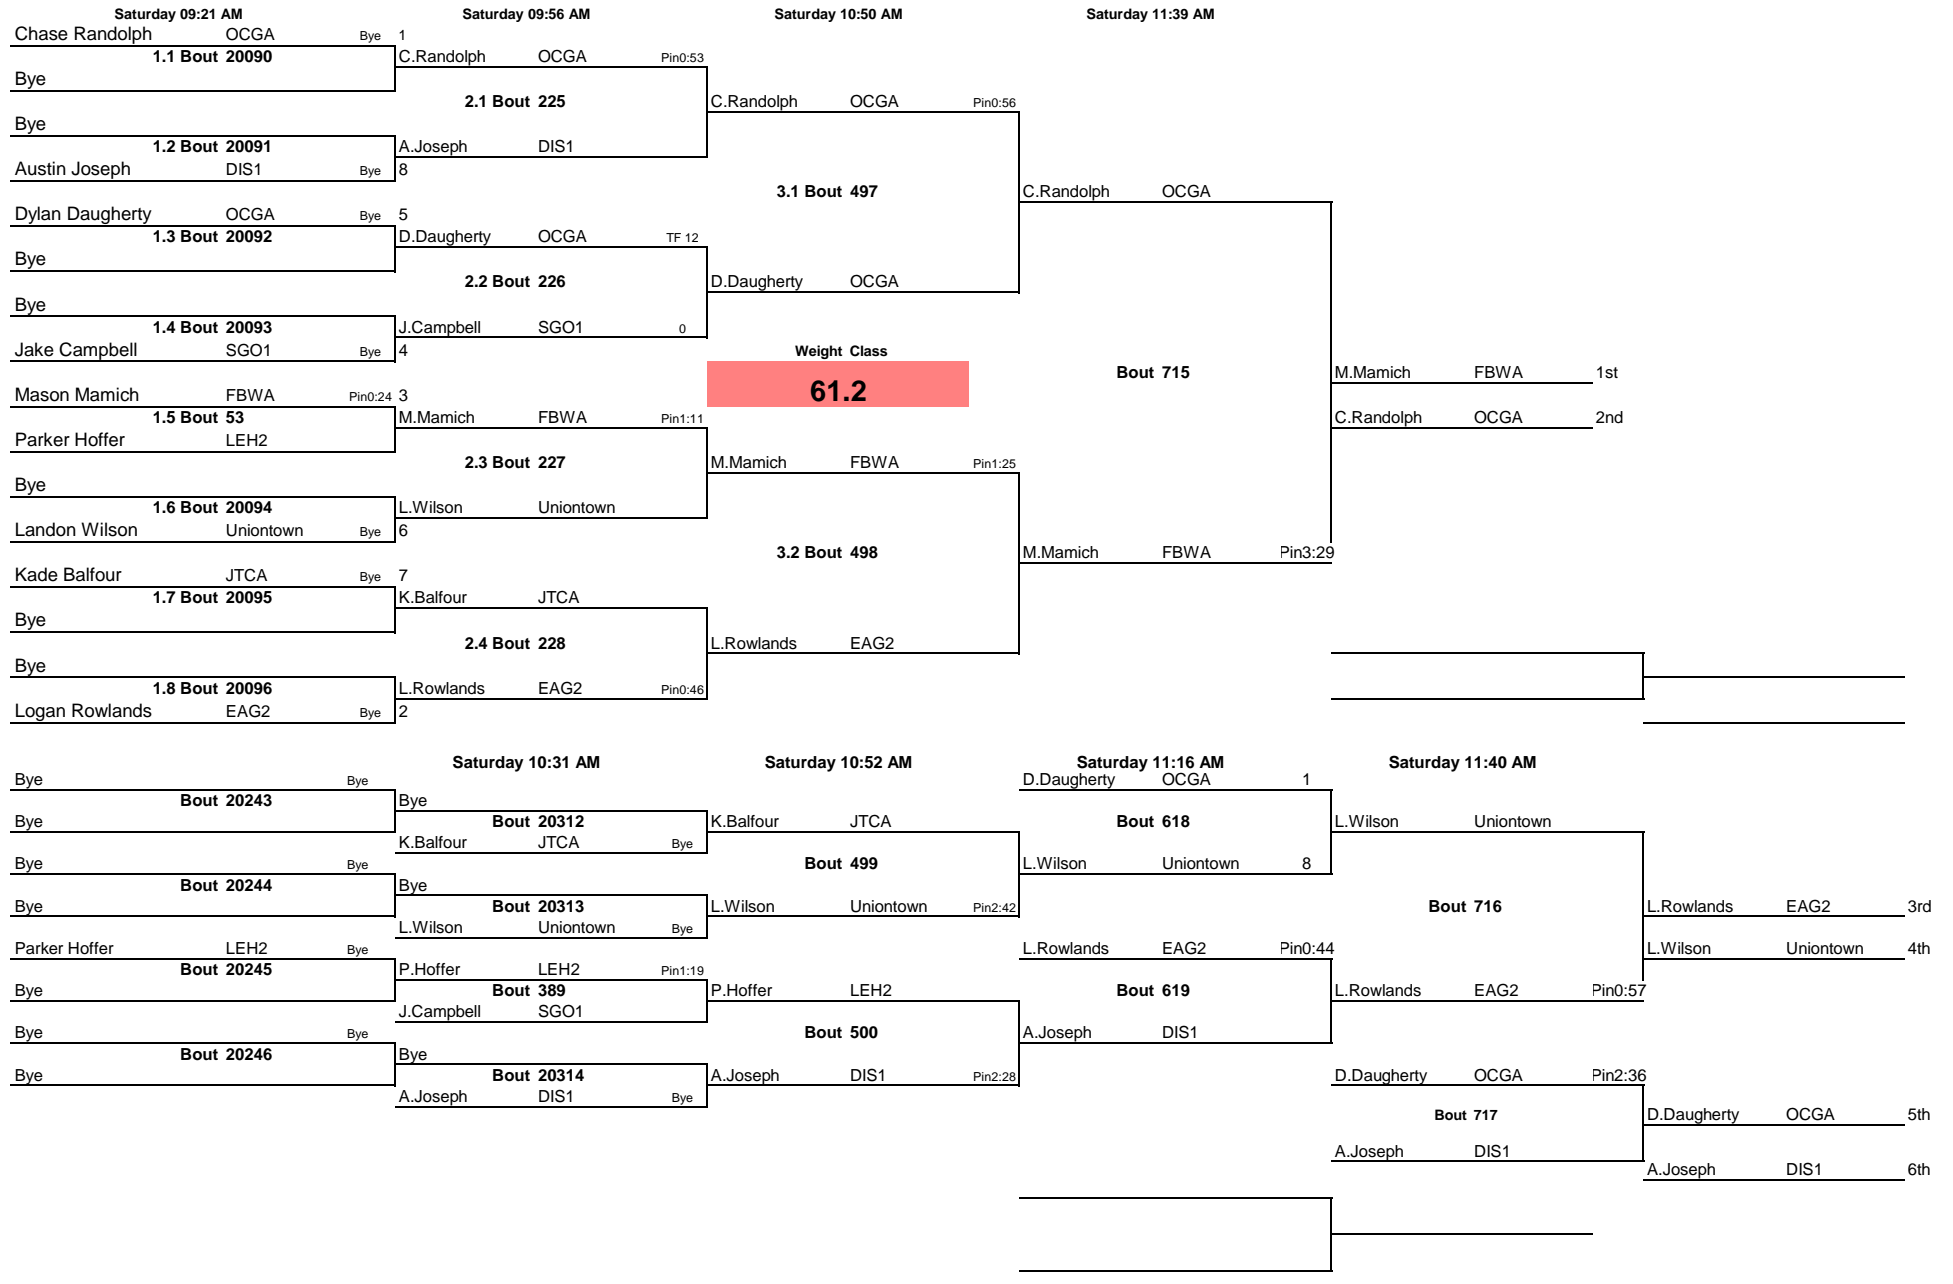 Saturday 09:21 AM Saturday 09:56 AM Saturday 10:50 AM Saturday 11:39 AM
Chase Randolph OCGA Bye 1
1.1 Bout 20090 C.Randolph OCGA Pin0:53
Bye
2.1 Bout 225 C.Randolph OCGA Pin0:56
Bye
1.2 Bout 20091 A.Joseph DIS1
Austin Joseph DIS1 Bye 8
3.1 Bout 497 C.Randolph OCGA
Dylan Daugherty OCGA Bye 5
1.3 Bout 20092 D.Daugherty OCGA TF 12
Bye
2.2 Bout 226 D.Daugherty OCGA
Bye
1.4 Bout 20093 J.Campbell SGO1 0
Jake Campbell SGO1 Bye 4 Weight Class
Bout 715 M.Mamich FBWA 1st
61.2
Mason Mamich FBWA Pin0:24 3
1.5 Bout 53 M.Mamich FBWA Pin1:11 C.Randolph OCGA 2nd
Parker Hoffer LEH2
2.3 Bout 227 M.Mamich FBWA Pin1:25
Bye
1.6 Bout 20094 L.Wilson Uniontown
Landon Wilson Uniontown Bye 6
3.2 Bout 498 M.Mamich FBWA Pin3:29
Kade Balfour JTCA Bye 7
1.7 Bout 20095 K.Balfour JTCA
Bye
2.4 Bout 228 L.Rowlands EAG2
Bye
1.8 Bout 20096 L.Rowlands EAG2 Pin0:46
Logan Rowlands EAG2 Bye 2
Saturday 10:31 AM Saturday 10:52 AM Saturday 11:16 AM Saturday 11:40 AM
Bye Bye D.Daugherty OCGA 1
Bout 20243 Bye
Bye Bout 20312 K.Balfour JTCA Bout 618 L.Wilson Uniontown
K.Balfour JTCA Bye
Bye Bye Bout 499 L.Wilson Uniontown 8
Bout 20244 Bye
Bye Bout 20313 L.Wilson Uniontown Pin2:42 Bout 716 L.Rowlands EAG2 3rd
L.Wilson Uniontown Bye
Parker Hoffer LEH2 Bye L.Rowlands EAG2 Pin0:44 L.Wilson Uniontown 4th
Bout 20245 P.Hoffer LEH2 Pin1:19
Bye Bout 389 P.Hoffer LEH2 Bout 619 L.Rowlands EAG2 Pin0:57
J.Campbell SGO1
Bye Bye Bout 500 A.Joseph DIS1
Bout 20246 Bye
Bye Bout 20314 A.Joseph DIS1 Pin2:28 D.Daugherty OCGA Pin2:36
A.Joseph DIS1 Bye
Bout 717 D.Daugherty OCGA 5th
A.Joseph DIS1
A.Joseph DIS1 6th